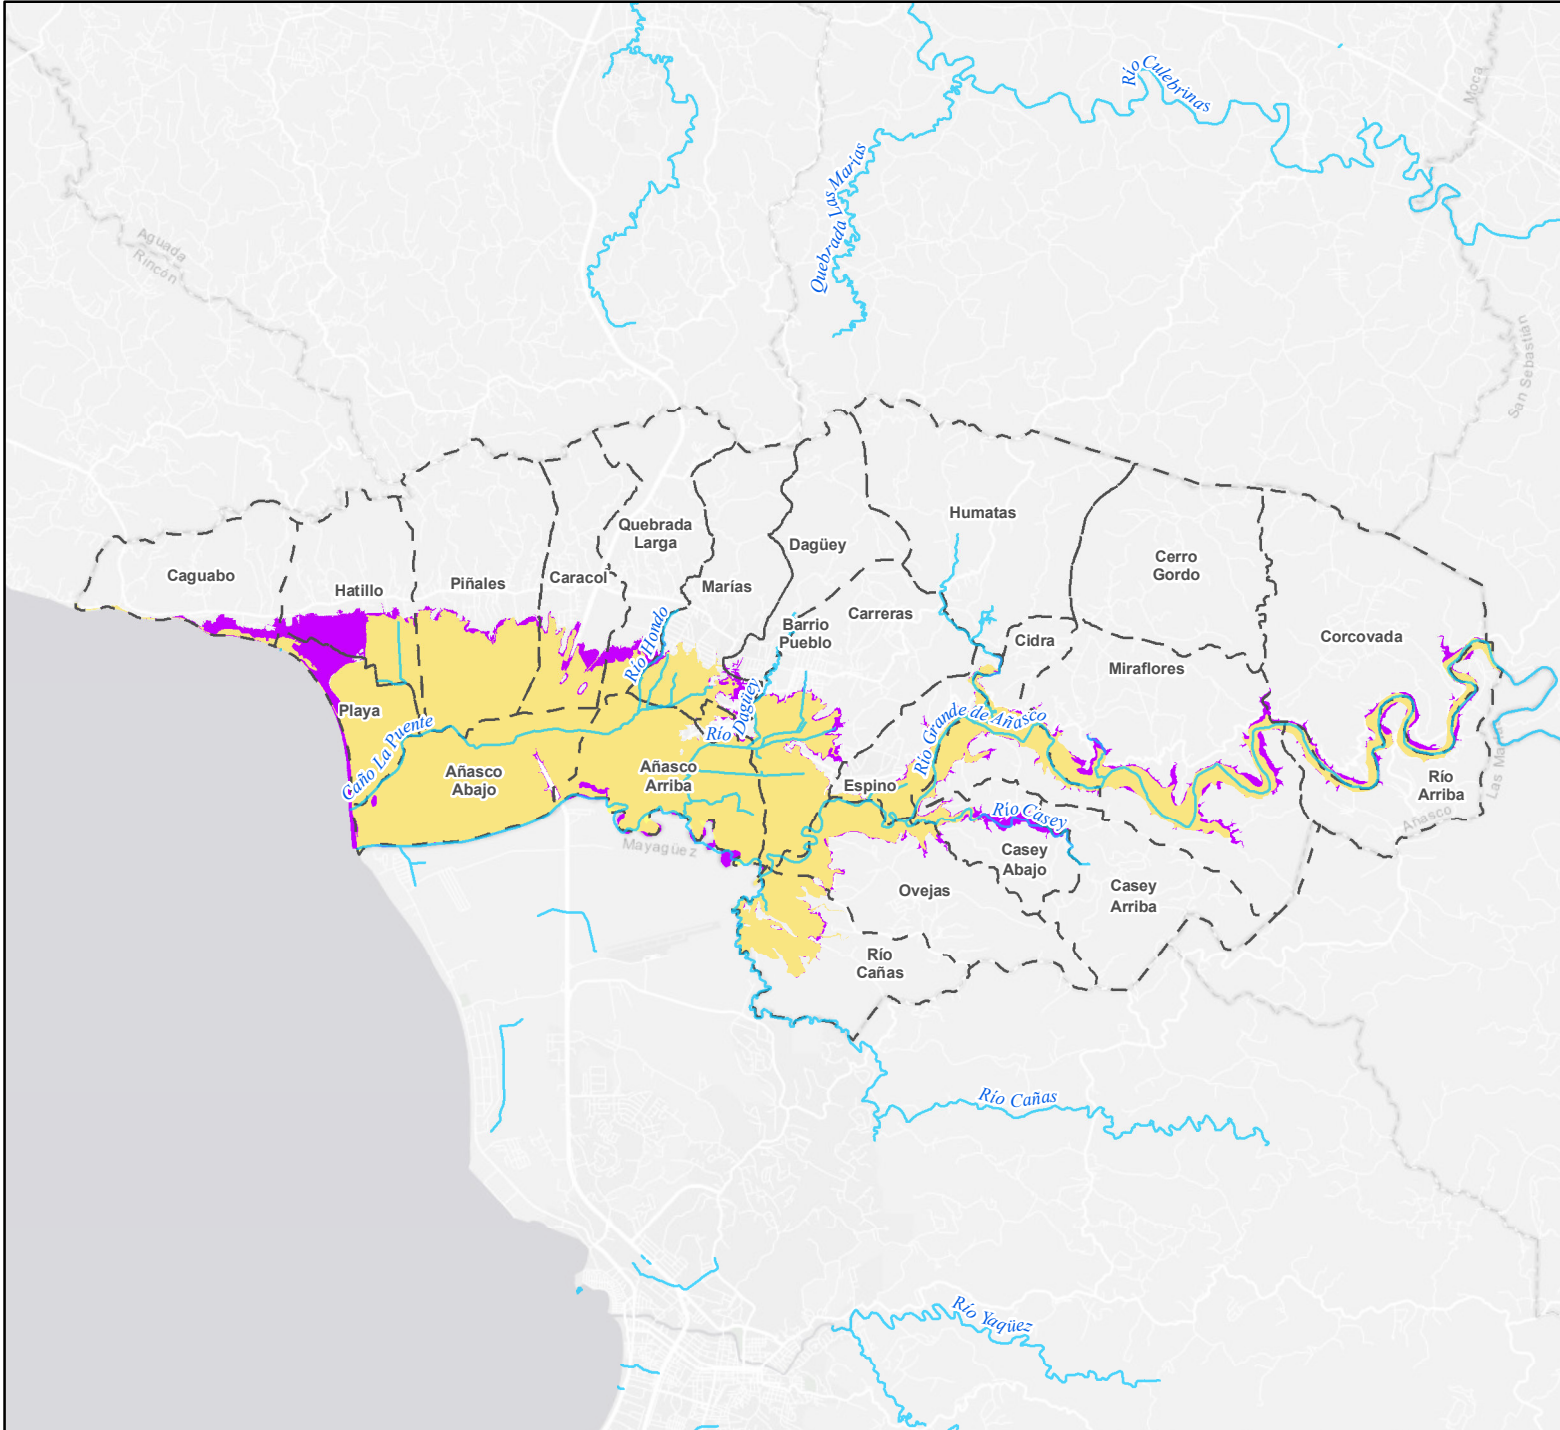 Río Culebrinas
Moca
Quebrada Las Marías
Aguada
Rincón
San Sebastián
Humatas
Quebrada
Larga
Dagüey
Cerro
Gordo
Caguabo
Hatillo
Piñales
Caracol
Marías
Carreras
Barrio
Pueblo
Cidra
Corcovada
Miraflores
Río Hondo
Playa
Río Dagüey
Río Grande de Añasco
Caño La Puente
Añasco
Abajo
Añasco
Arriba
Espino
Río
Arriba
Las Marías
Añasco
Río Casey
Mayagüez
Casey
Abajo
Ovejas
Casey
Arriba
Río
Cañas
Río Cañas
Río Yagüez